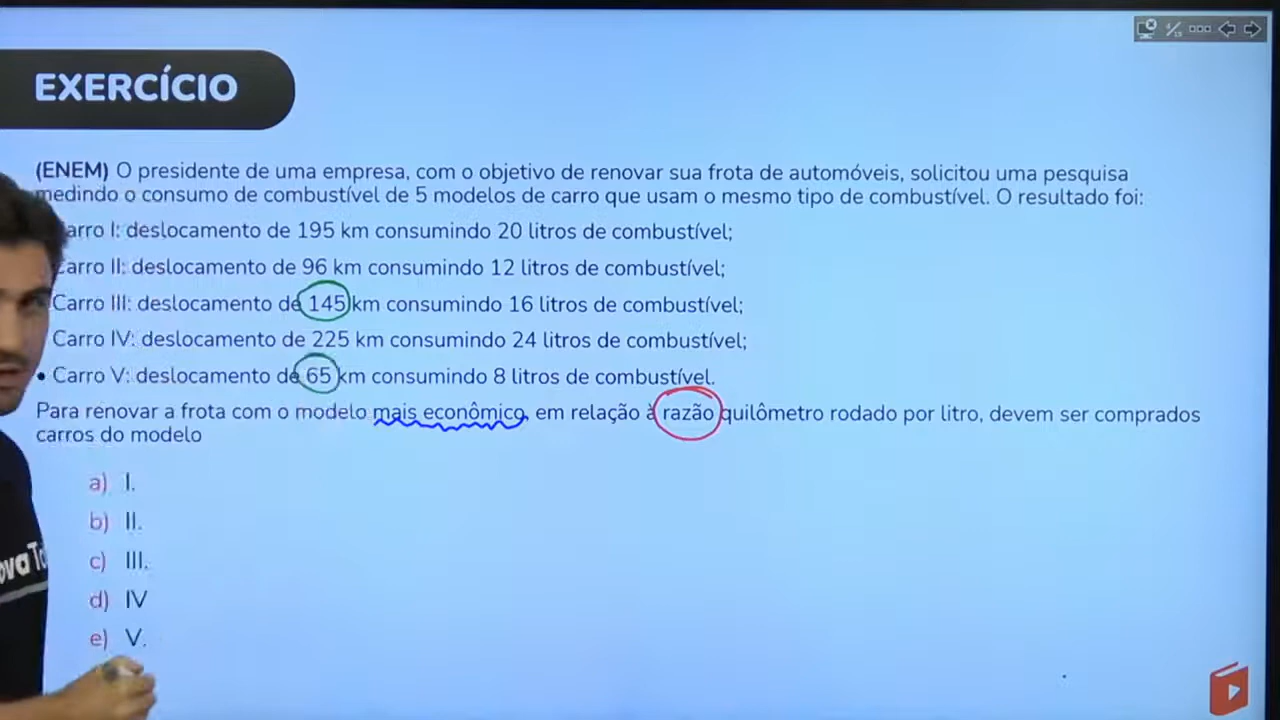 EXERCÍCIO
(ENEM) O presidente de uma empresa, com o objetivo de renovar sua frota de automóveis, solicitou uma pesquisa
medindo o consumo de combustível de 5 modelos de carro que usam o mesmo tipo de combustível. O resultado foi:
arro I: deslocamento de 195 km consumindo 20 litros de combustível;
Carro II: deslocamento de 96 km consumindo 12 litros de combustível;
Carro III: deslocamento de 145 km consumindo 16 litros de combustível;
Carro IV: deslocamento de 225 km consumindo 24 litros de combustível;
• Carro V: deslocamento de 65 km consumindo 8 litros de combustível.
Para renovar a frota com o modelo mais econômico, em relação à razão quilômetro rodado por litro, devem ser comprados
carros do modelo
a) I.
b) II.
c) III.
d) IV
e) V.